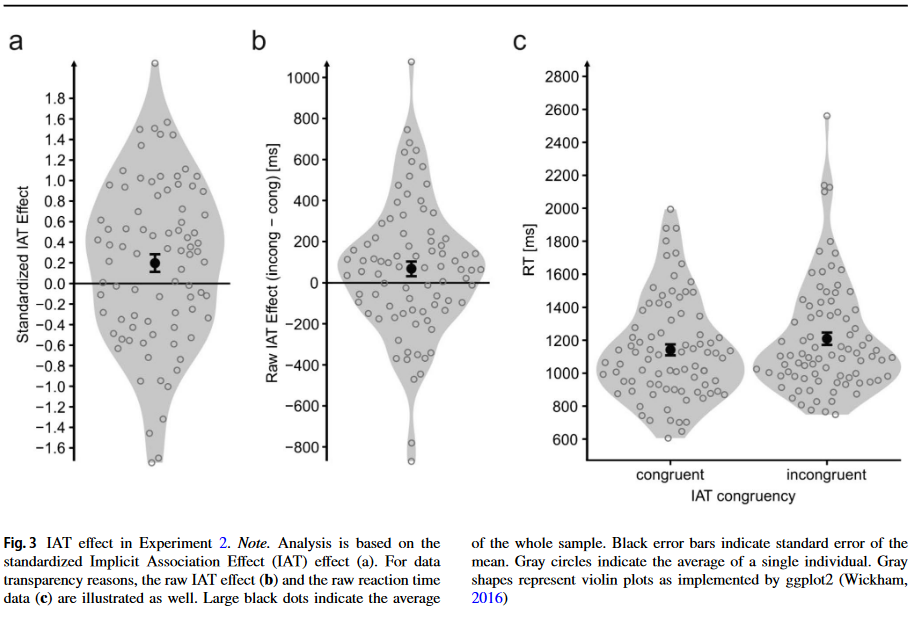 a
1.8
1.6
1.4
1.2
1.0
0.8
0.6
0.4
0.2
0.0
−0.2
−0.4
−0.6
−0.8
−1.0
−1.2
−1.4
−1.6
Standardized IAT Effect
b
1000
800
600
400
200
0
−200
−400
−600
−800
Raw IAT Effect (incong − cong) [ms]
c
2800
2600
2400
2200
2000
1800
1600
1400
1200
1000
800
600
RT [ms]
congruent incongruent
IAT congruency
Fig. 3 IAT effect in Experiment 2. Note. Analysis is based on the
standardized Implicit Association Effect (IAT) effect (a). For data
transparency reasons, the raw IAT effect (b) and the raw reaction time
data (c) are illustrated as well. Large black dots indicate the average
of the whole sample. Black error bars indicate standard error of the
mean. Gray circles indicate the average of a single individual. Gray
shapes represent violin plots as implemented by ggplot2 (Wickham,
2016)